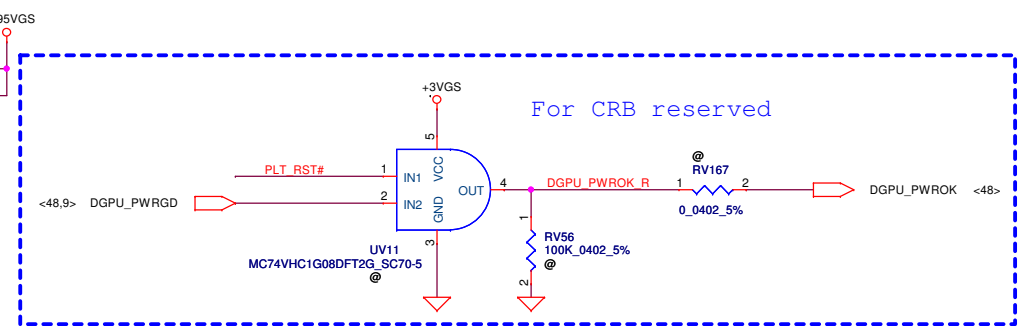 95VGS
+3VGS
For CRB reserved
@
RV167
5
PLT_RST#
1
IN1
VCC
OUT
4
DGPU_PWROK_R
1
2
DGPU_PWROK
<48>
<48,9>
DGPU_PWRGD
2
IN2
GND
0_0402_5%
1
3
RV56
UV11
100K_0402_5%
MC74VHC1G08DFT2G_SC70-5
@
@
2